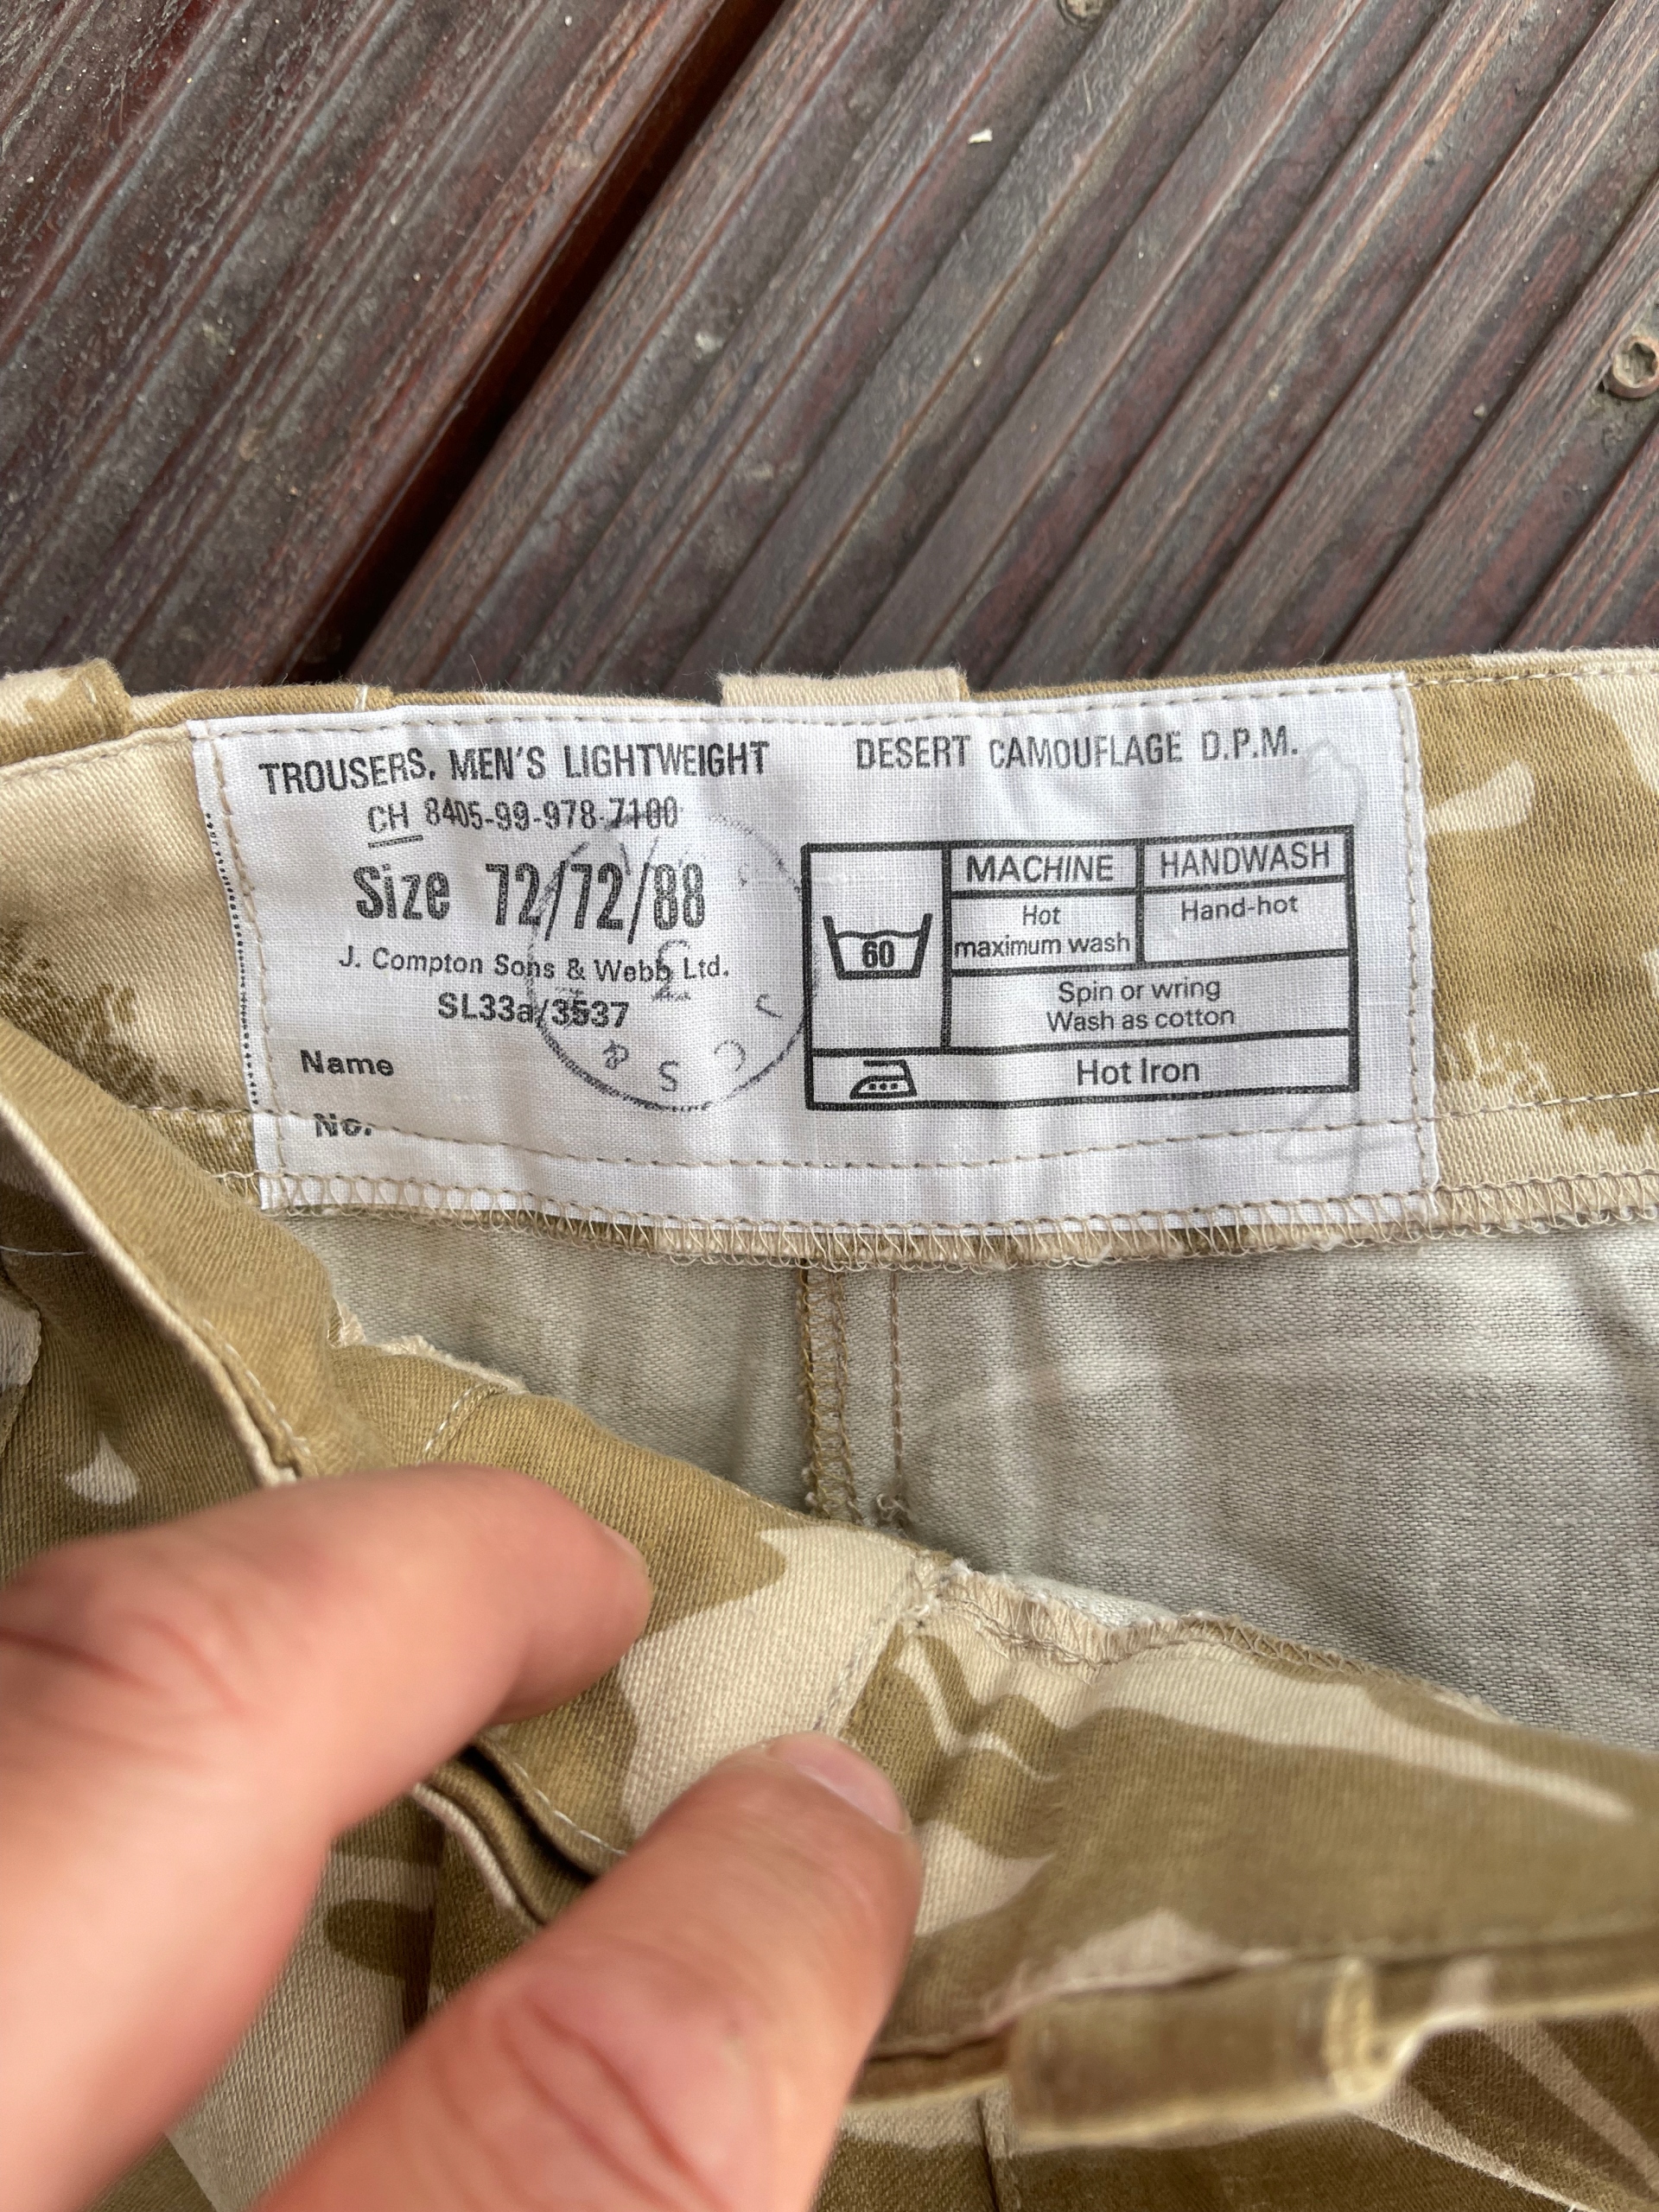 TROUSERS, MEN'S LIGHTWEIGHT DESERT CAMOUFLAGE D.P.M.
CH 8405-99-978-7100
Size 72/72/88
J. Compton Sons & Webb Ltd.
SL33a/3537
Name
No.
MACHINE HANDWASH
60
Hot
maximum wash
Hand-hot
Spin or wring
Wash as cotton
Hot Iron
J C S &